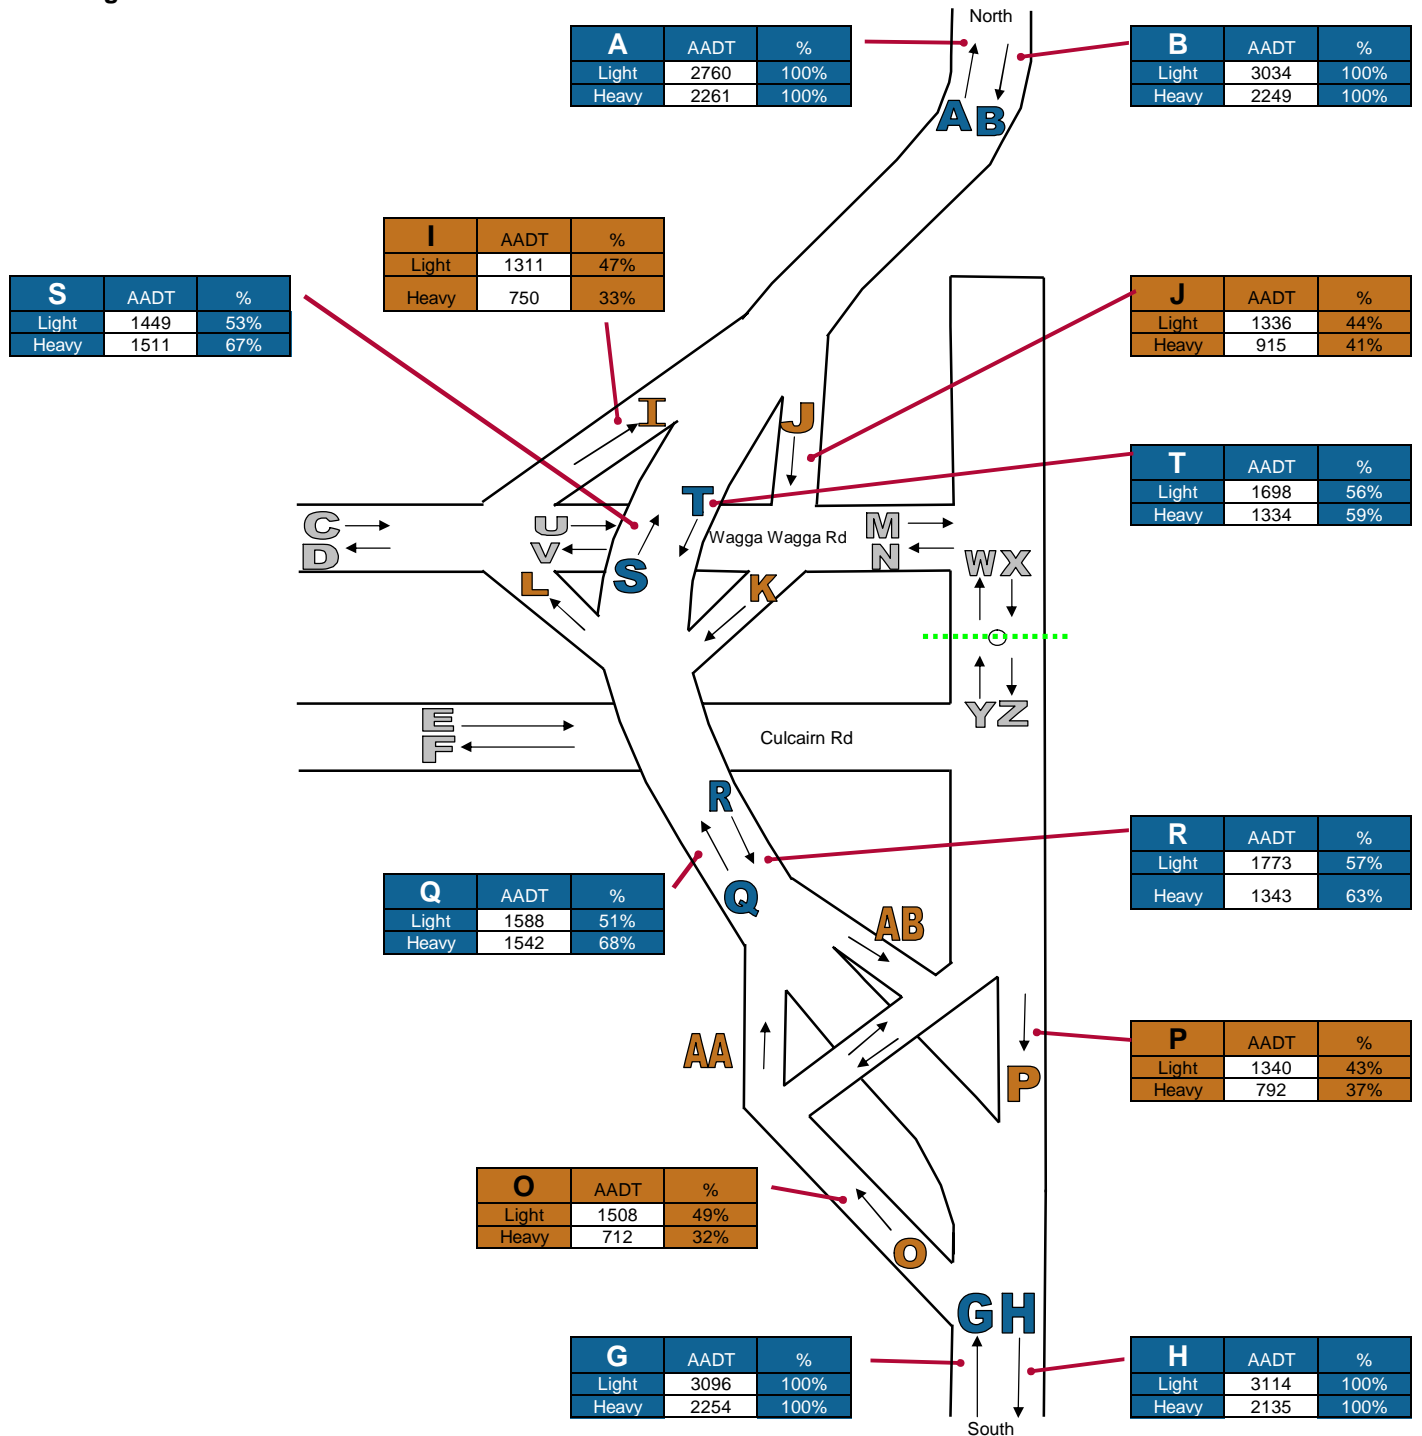 North
A AADT %
Light 2760 100%
Heavy 2261 100%
B AADT %
Light 3034 100%
Heavy 2249 100%
A B
I AADT %
Light 1311 47%
Heavy 750 33%
S AADT %
Light 1449 53%
Heavy 1511 67%
J AADT %
Light 1336 44%
Heavy 915 41%
I
J
T AADT %
Light 1698 56%
Heavy 1334 59%
T
C
U
M
D
V
Wagga Wagga Rd
N
S
L
K
W X
Y Z
E
F
Culcairn Rd
R
R AADT %
Light 1773 57%
Heavy 1343 63%
Q AADT %
Light 1588 51%
Heavy 1542 68%
Q
AB
AA
P
P AADT %
Light 1340 43%
Heavy 792 37%
O AADT %
Light 1508 49%
Heavy 712 32%
O
G H
G AADT %
Light 3096 100%
Heavy 2254 100%
H AADT %
Light 3114 100%
Heavy 2135 100%
South